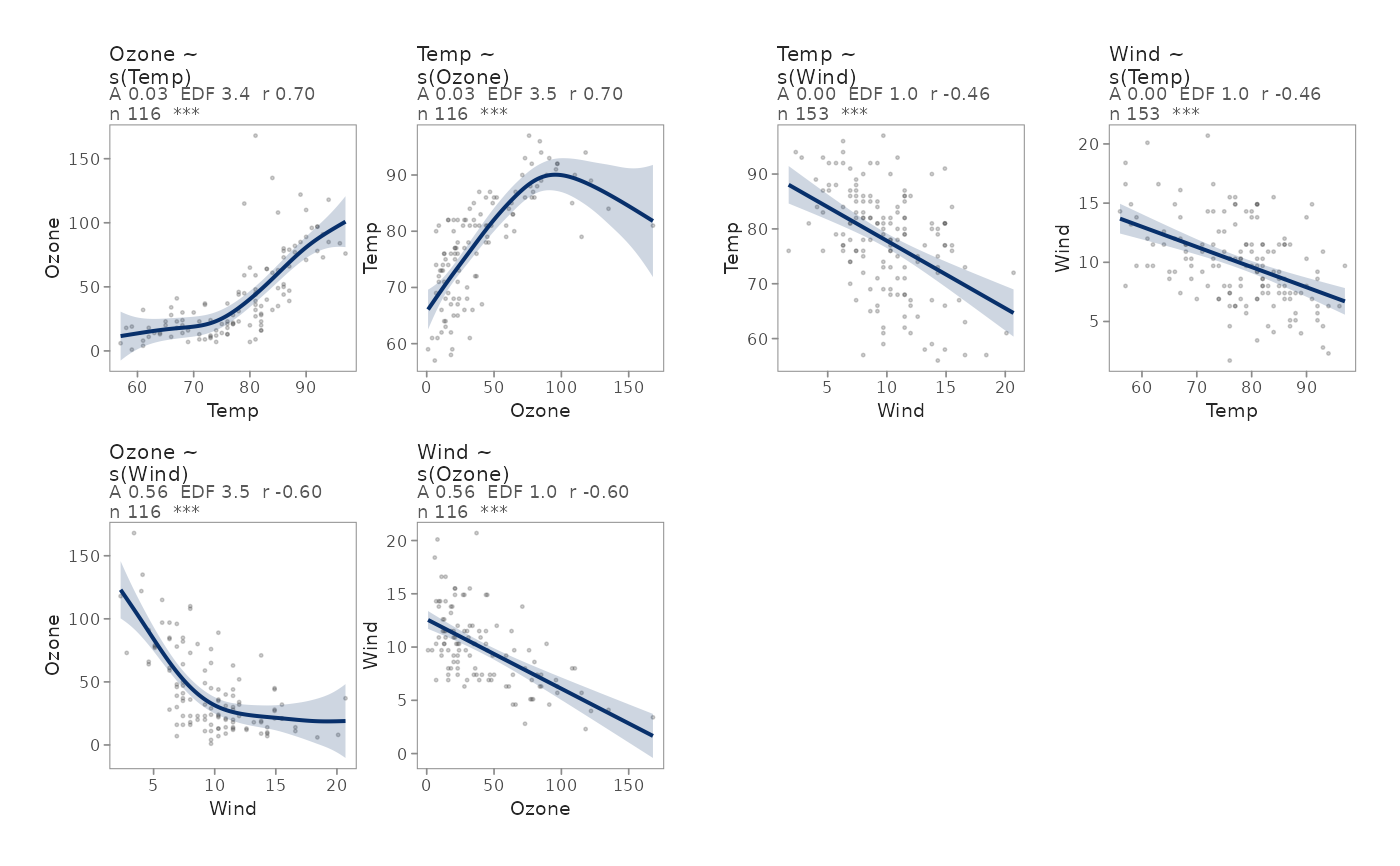 Ozone ~
s(Temp)
A 0.03 EDF 3.4 r 0.70
n 116 ***
150
100
50
0
Ozone
60 70 80 90
Temp
Temp ~
s(Ozone)
A 0.03 EDF 3.5 r 0.70
n 116 ***
90
80
70
60
Temp
0 50 100 150
Ozone
Temp ~
s(Wind)
A 0.00 EDF 1.0 r -0.46
n 153 ***
90
80
70
60
Temp
5 10 15 20
Wind
Wind ~
s(Temp)
A 0.00 EDF 1.0 r -0.46
n 153 ***
20
15
10
5
Wind
60 70 80 90
Temp
Ozone ~
s(Wind)
A 0.56 EDF 3.5 r -0.60
n 116 ***
150
100
50
0
Ozone
5 10 15 20
Wind
Wind ~
s(Ozone)
A 0.56 EDF 1.0 r -0.60
n 116 ***
20
15
10
5
0
Wind
0 50 100 150
Ozone